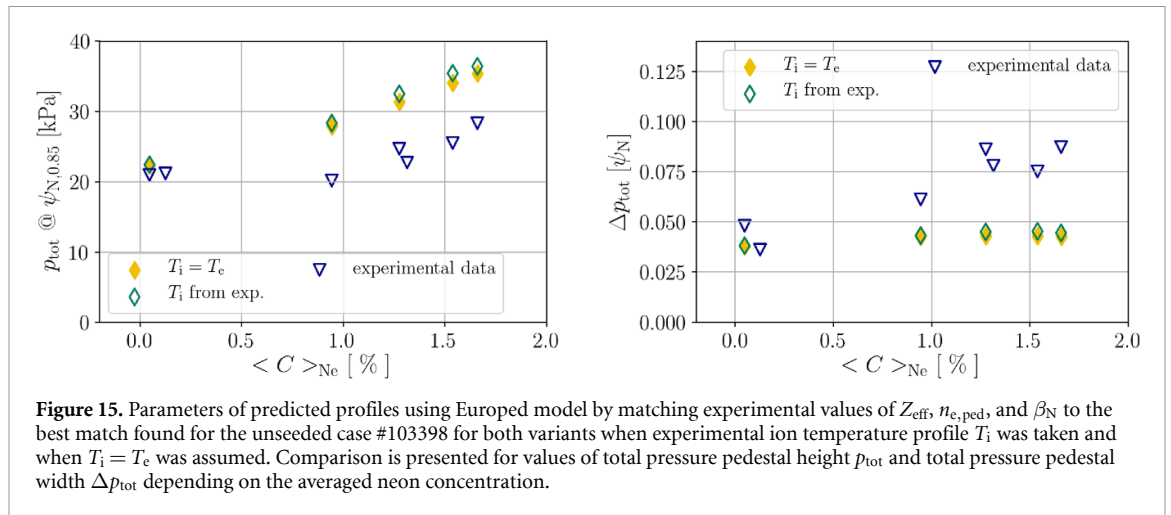 40
30
20
10
0
p_tot @ ψ_N,0.85 [kPa]
T_i = T_e
T_i from exp.
experimental data
0.0 0.5 1.0 1.5 2.0
< C >_Ne [ % ]
0.125
0.100
0.075
0.050
0.025
0.000
Δp_tot [ψ_N]
T_i = T_e
T_i from exp.
experimental data
0.0 0.5 1.0 1.5 2.0
< C >_Ne [ % ]
Figure 15. Parameters of predicted profiles using Europed model by matching experimental values of Z_eff, n_e,ped, and β_N to the
best match found for the unseeded case #103398 for both variants when experimental ion temperature profile T_i was taken and
when T_i = T_e was assumed. Comparison is presented for values of total pressure pedestal height p_tot and total pressure pedestal
width Δp_tot depending on the averaged neon concentration.